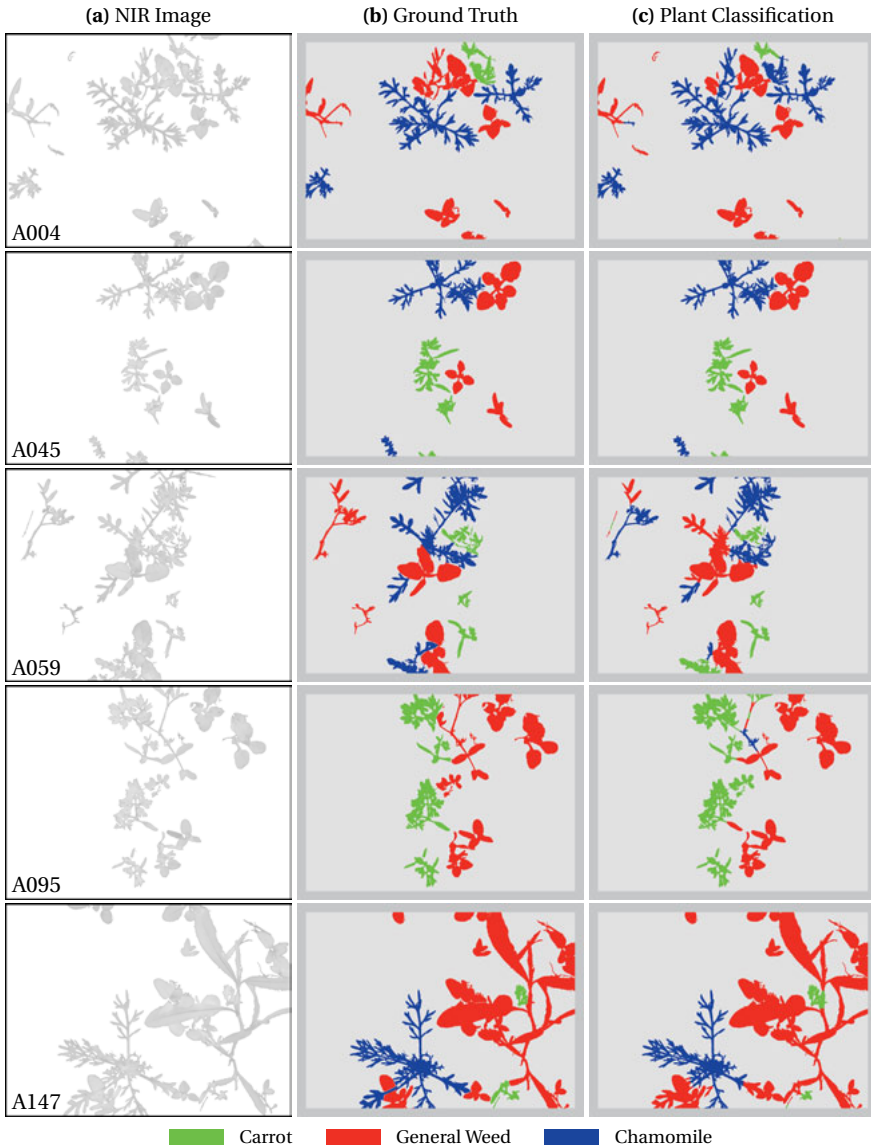 (a) NIR Image (b) Ground Truth (c) Plant Classification
A004
A045
A059
A095
A147
Carrot General Weed Chamomile